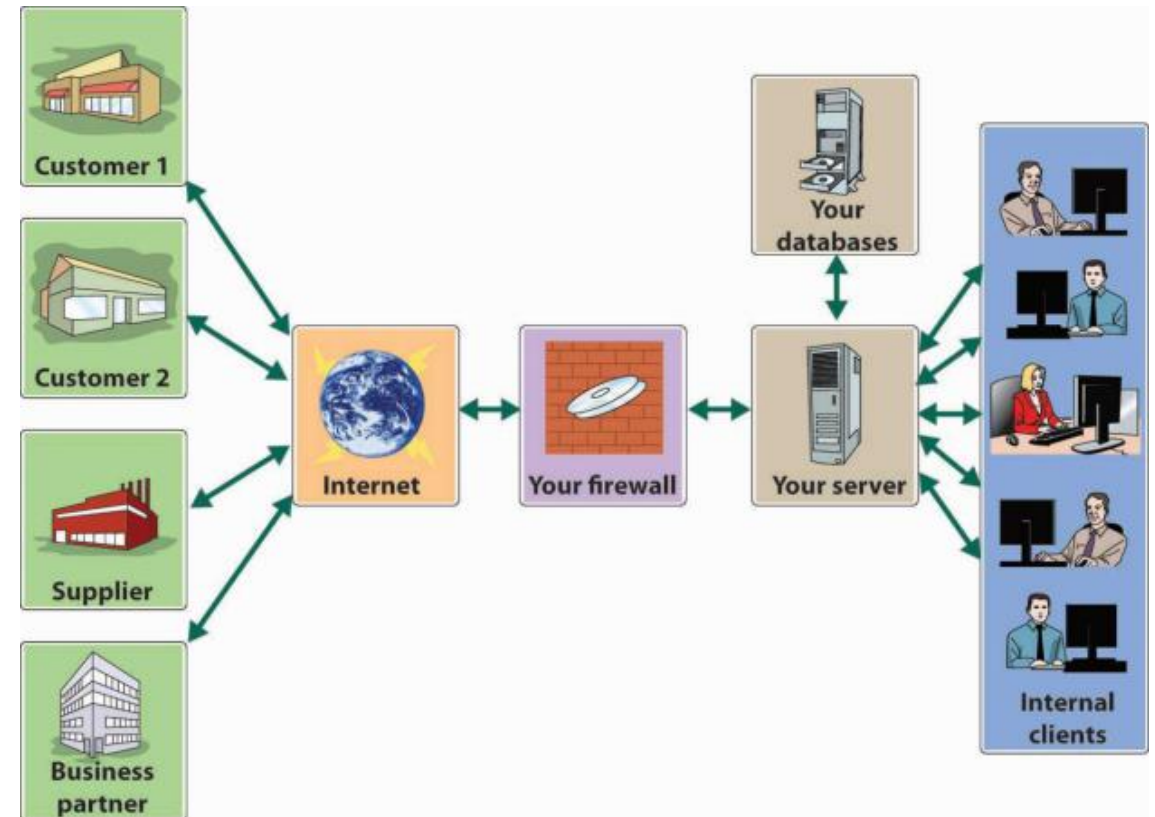 Customer 1
Customer 2
Supplier
Business
partner
Internet
Your firewall
Your databases
Your server
Internal
clients